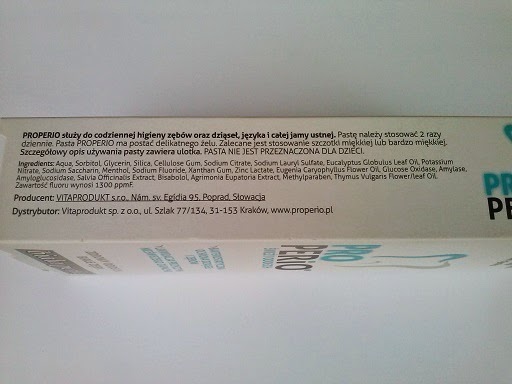 PROPERIO służy do codziennej higieny zębów oraz dziąseł, języka i całej jamy ustnej. Pastę należy stosować 2 razy
dziennie. Pasta PROPERIO ma postać delikatnego żelu. Zalecane jest stosowanie szczotki miękkiej lub bardzo miękkiej.
Szczegółowy opis używania pasty zawiera ulotka. PASTA NIE JEST PRZEZNACZONA DLA DZIECI.
Ingredients: Aqua, Sorbitol, Glycerin, Silica, Cellulose Gum, Sodium Citrate, Sodium Lauryl Sulfate, Eucalyptus Globulus Leaf Oil, Potassium
Nitrate, Sodium Saccharin, Menthol, Sodium Fluoride, Xanthan Gum, Zinc Lactate, Eugenia Caryophyllus Flower Oil, Glucose Oxidase, Amylase,
Amyloglucosidase, Salvia Officinalis Extract, Bisabolol, Agrimonia Eupatoria Extract, Methylparaben, Thymus Vulgaris Flower/leaf Oil.
Zawartość fluoru wynosi 1300 ppmF.
Producent: VITAPRODUKT s.r.o., Nám. sv. Egídia 95, Poprad, Słowacja
Dystrybutor: Vitaprodukt sp. z o.o., ul. Szlak 77/134, 31-153 Kraków, www.properio.pl
PR
PE
PRO
PERIO